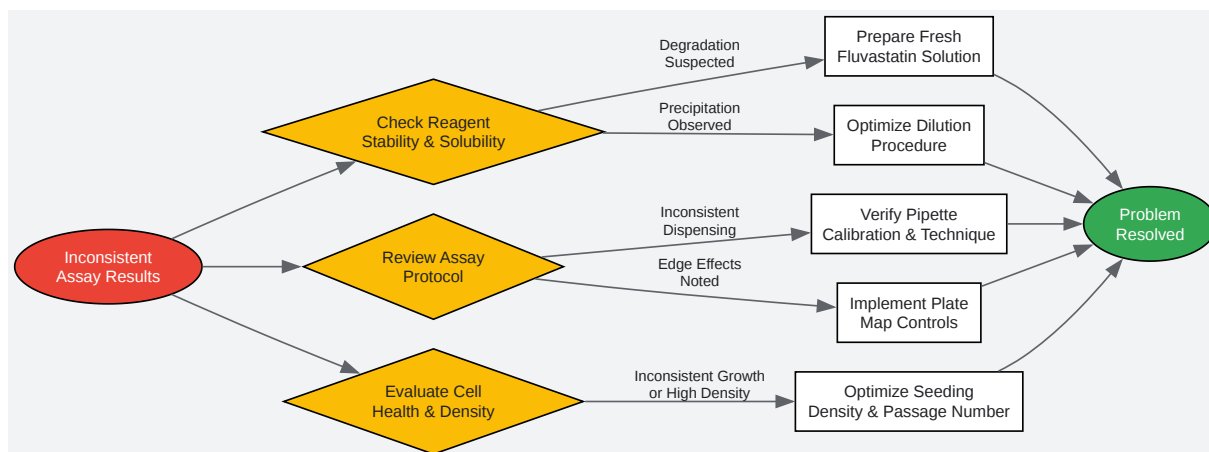 Inconsistent
Assay Results
Check Reagent
Stability & Solubility
Review Assay
Protocol
Evaluate Cell
Health & Density
Degradation
Suspected
Precipitation
Observed
Inconsistent
Dispensing
Edge Effects
Noted
Inconsistent Growth
or High Density
Prepare Fresh
Fluvastatin Solution
Optimize Dilution
Procedure
Verify Pipette
Calibration & Technique
Implement Plate
Map Controls
Optimize Seeding
Density & Passage Number
Problem
Resolved